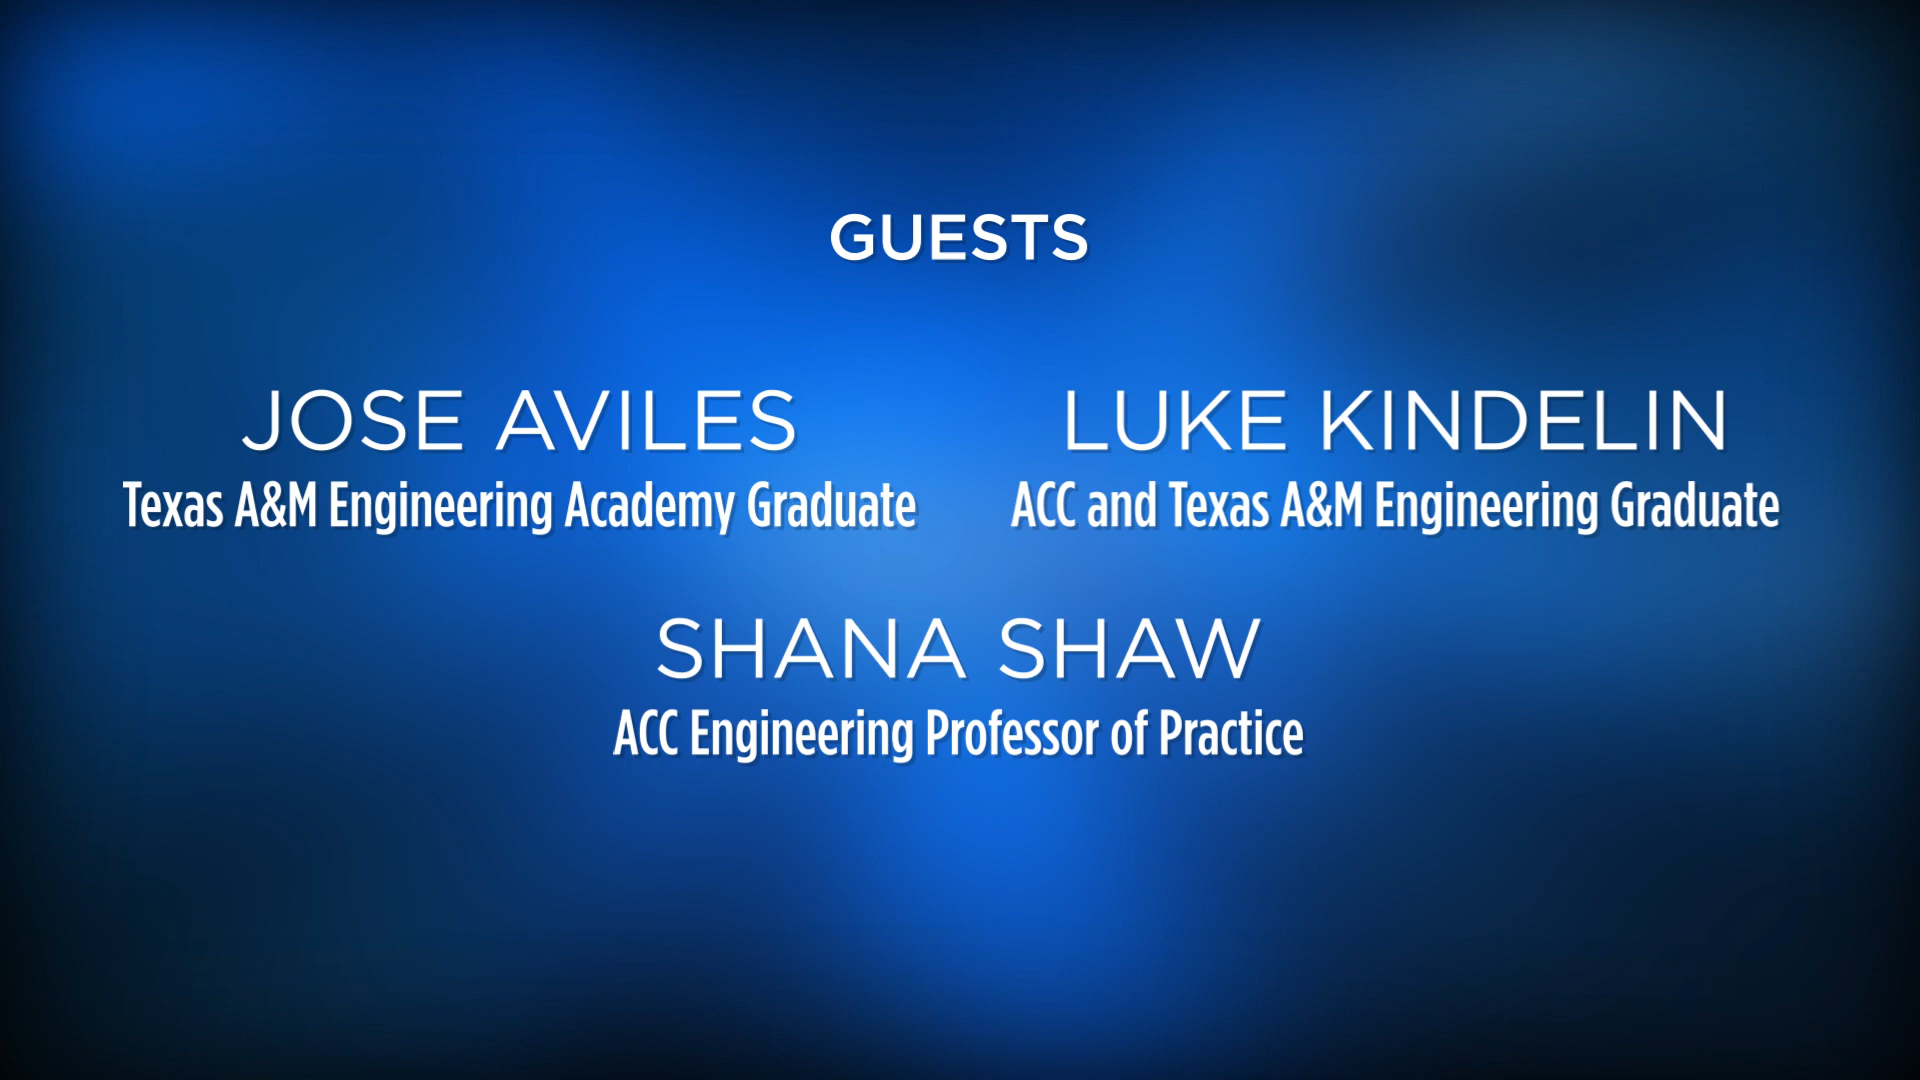 GUESTS
JOSE AVILES
Texas A&M Engineering Academy Graduate
LUKE KINDELIN
ACC and Texas A&M Engineering Graduate
SHANA SHAW
ACC Engineering Professor of Practice